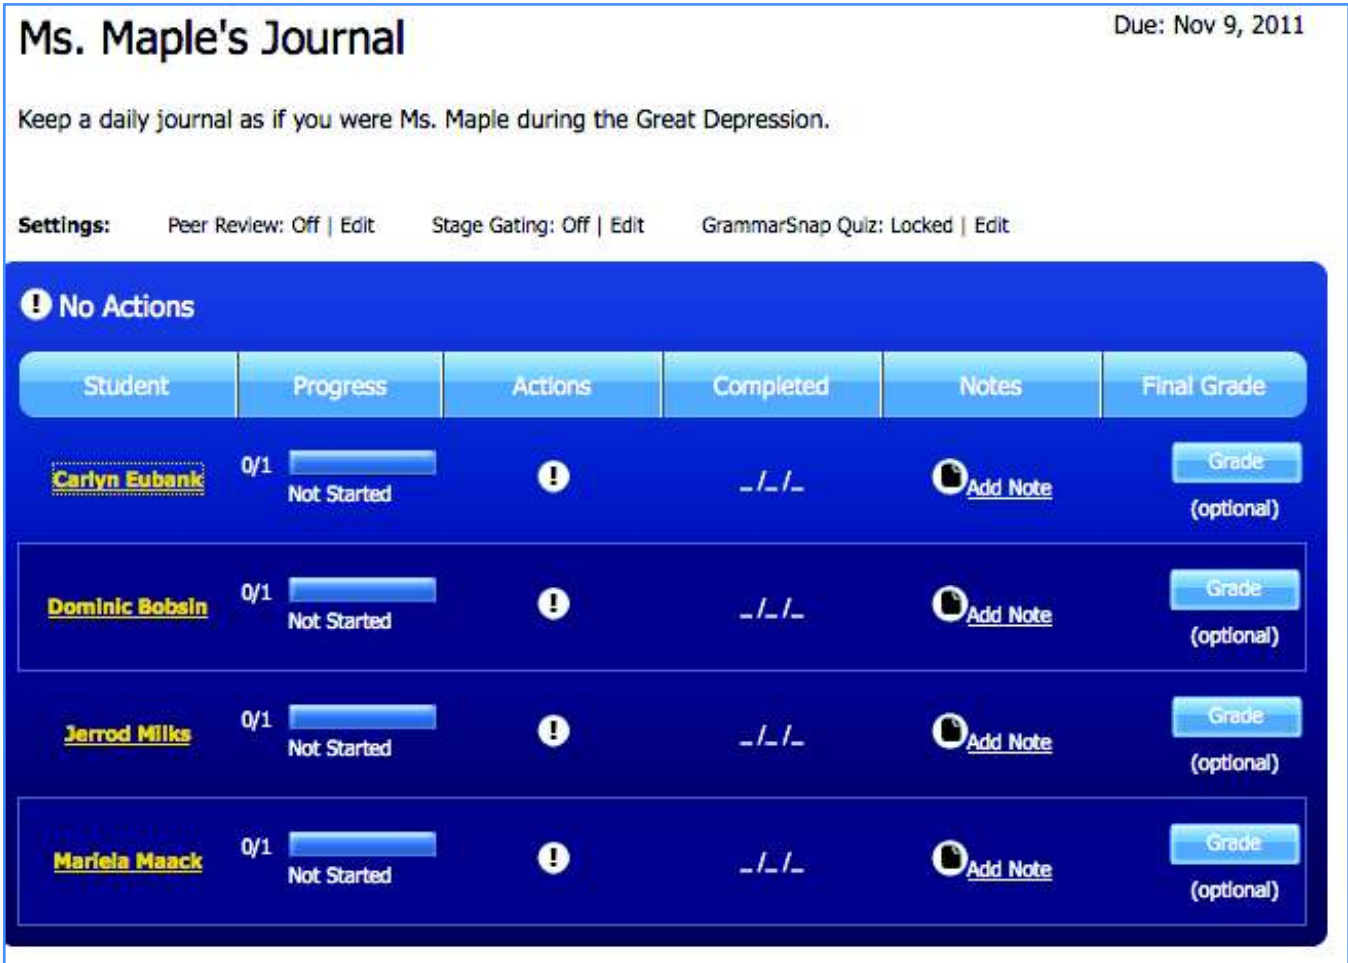 Ms. Maple's Journal
Due: Nov 9, 2011
Keep a daily journal as if you were Ms. Maple during the Great Depression.
Settings: Peer Review: Off | Edit Stage Gating: Off | Edit GrammarSnap Quiz: Locked | Edit
! No Actions
Student Progress Actions Completed Notes Final Grade
Carlyn Eubank 0/1 Not Started ! _/_/_ Add Note Grade (optional)
Dominic Bobsin 0/1 Not Started ! _/_/_ Add Note Grade (optional)
Jerrod Milks 0/1 Not Started ! _/_/_ Add Note Grade (optional)
Mariela Maack 0/1 Not Started ! _/_/_ Add Note Grade (optional)